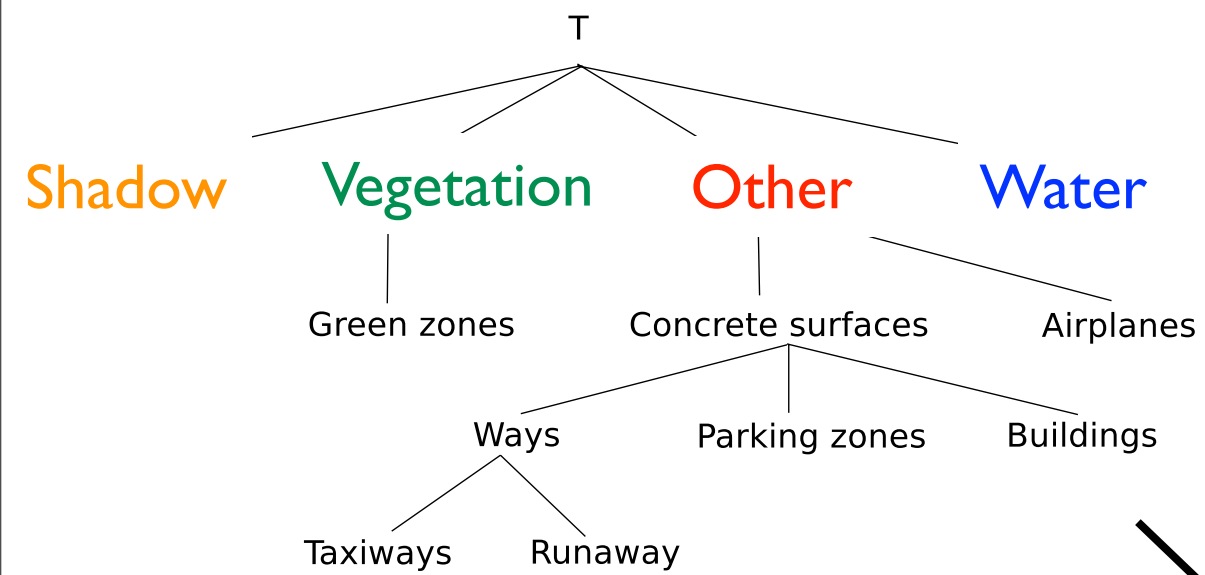 T
Shadow
Vegetation
Other
Water
Green zones
Concrete surfaces
Airplanes
Ways
Parking zones
Buildings
Taxiways
Runaway